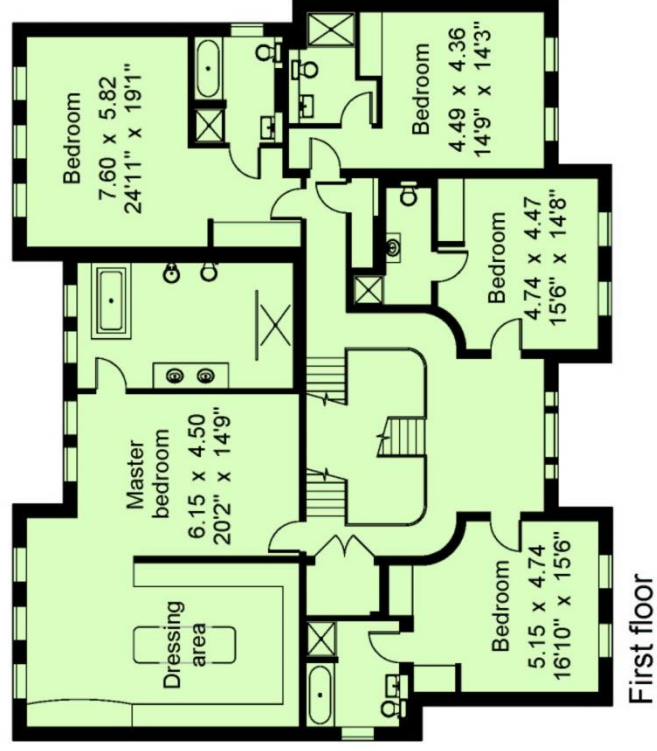 Bedroom
7.60 x 5.82
24'11" x 19'1"
Bedroom
4.49 x 4.36
14'9" x 14'3"
Bedroom
4.74 x 4.47
15'6" x 14'8"
Master
bedroom
6.15 x 4.50
20'2" x 14'9"
Dressing
area
Bedroom
5.15 x 4.74
16'10" x 15'6"
First floor